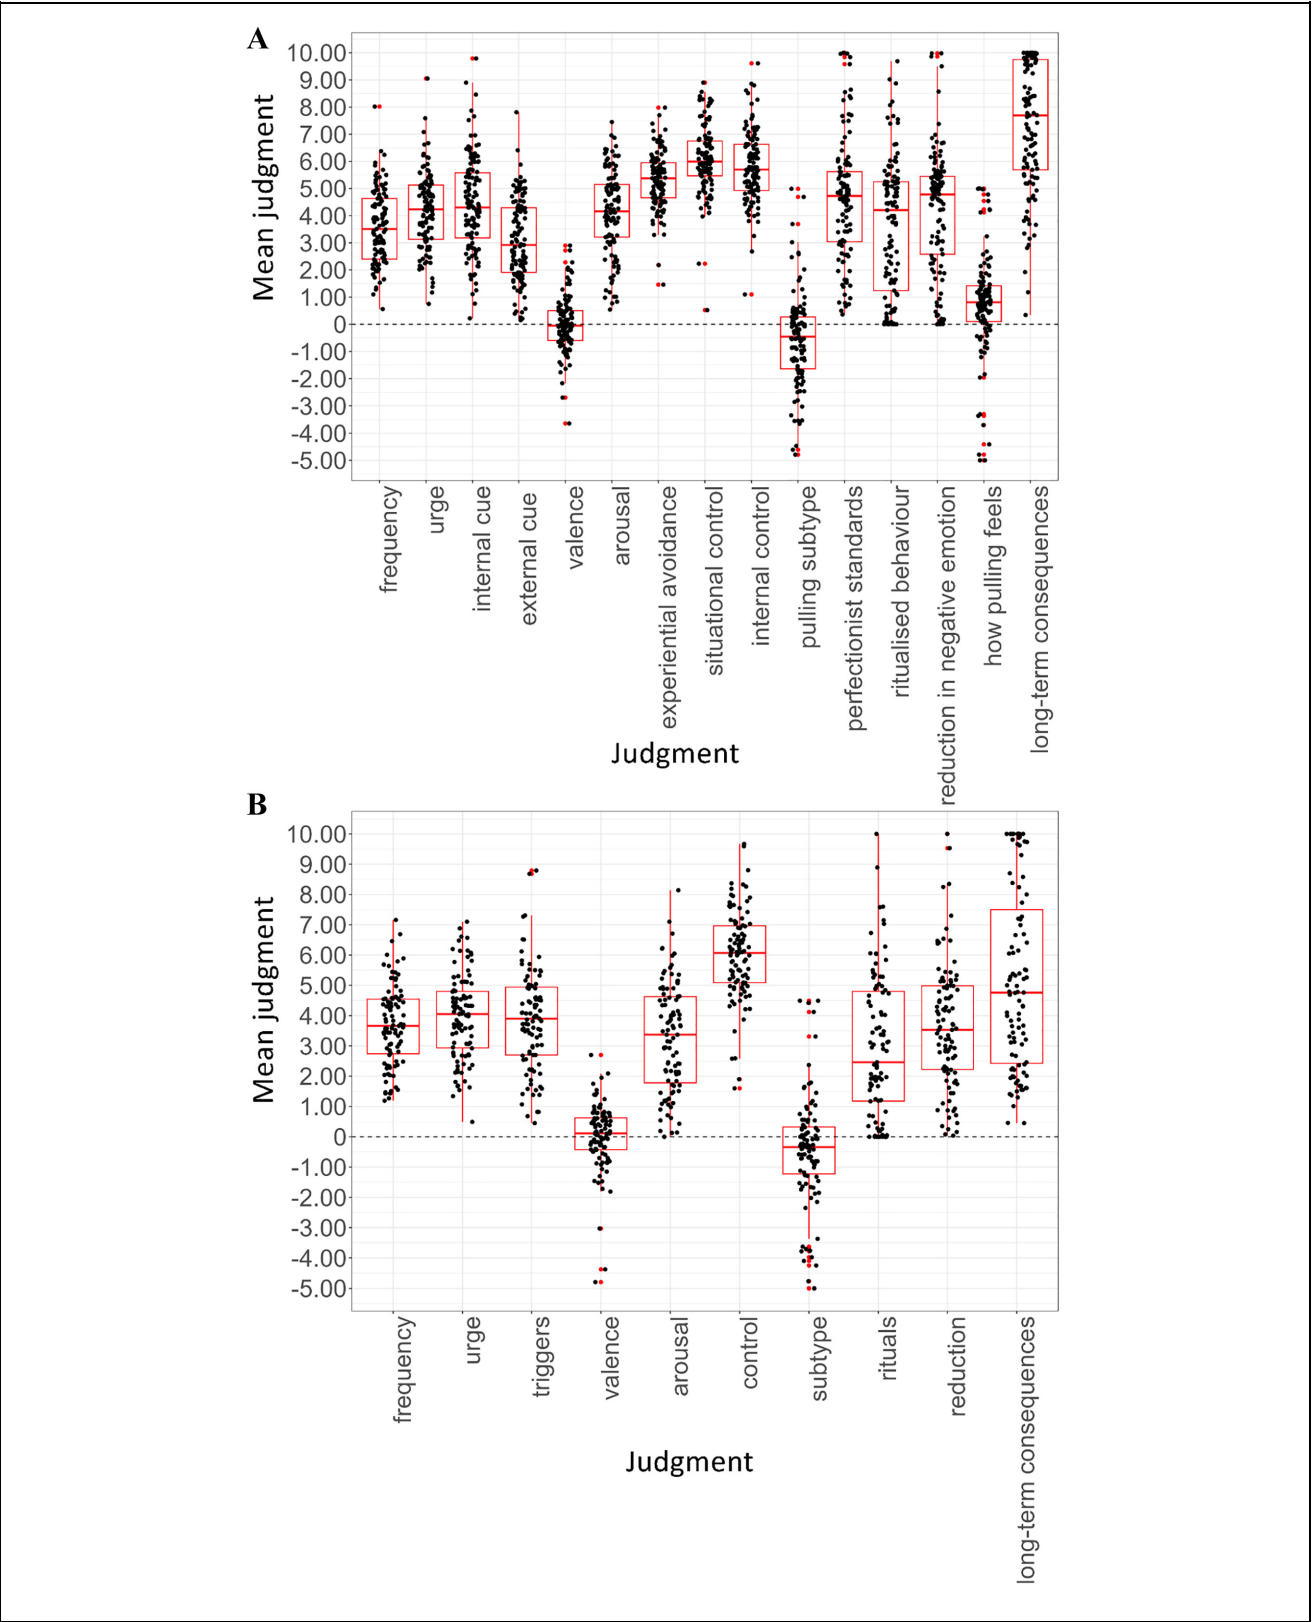 A
Mean judgment
10.00
9.00
8.00
7.00
6.00
5.00
4.00
3.00
2.00
1.00
0
-1.00
-2.00
-3.00
-4.00
-5.00
frequency
urge
internal cue
external cue
valence
arousal
experiential avoidance
situational control
internal control
pulling subtype
perfectionist standards
ritualised behaviour
reduction in negative emotion
how pulling feels
long-term consequences
Judgment
B
Mean judgment
10.00
9.00
8.00
7.00
6.00
5.00
4.00
3.00
2.00
1.00
0
-1.00
-2.00
-3.00
-4.00
-5.00
frequency
urge
triggers
valence
arousal
control
subtype
rituals
reduction
long-term consequences
Judgment